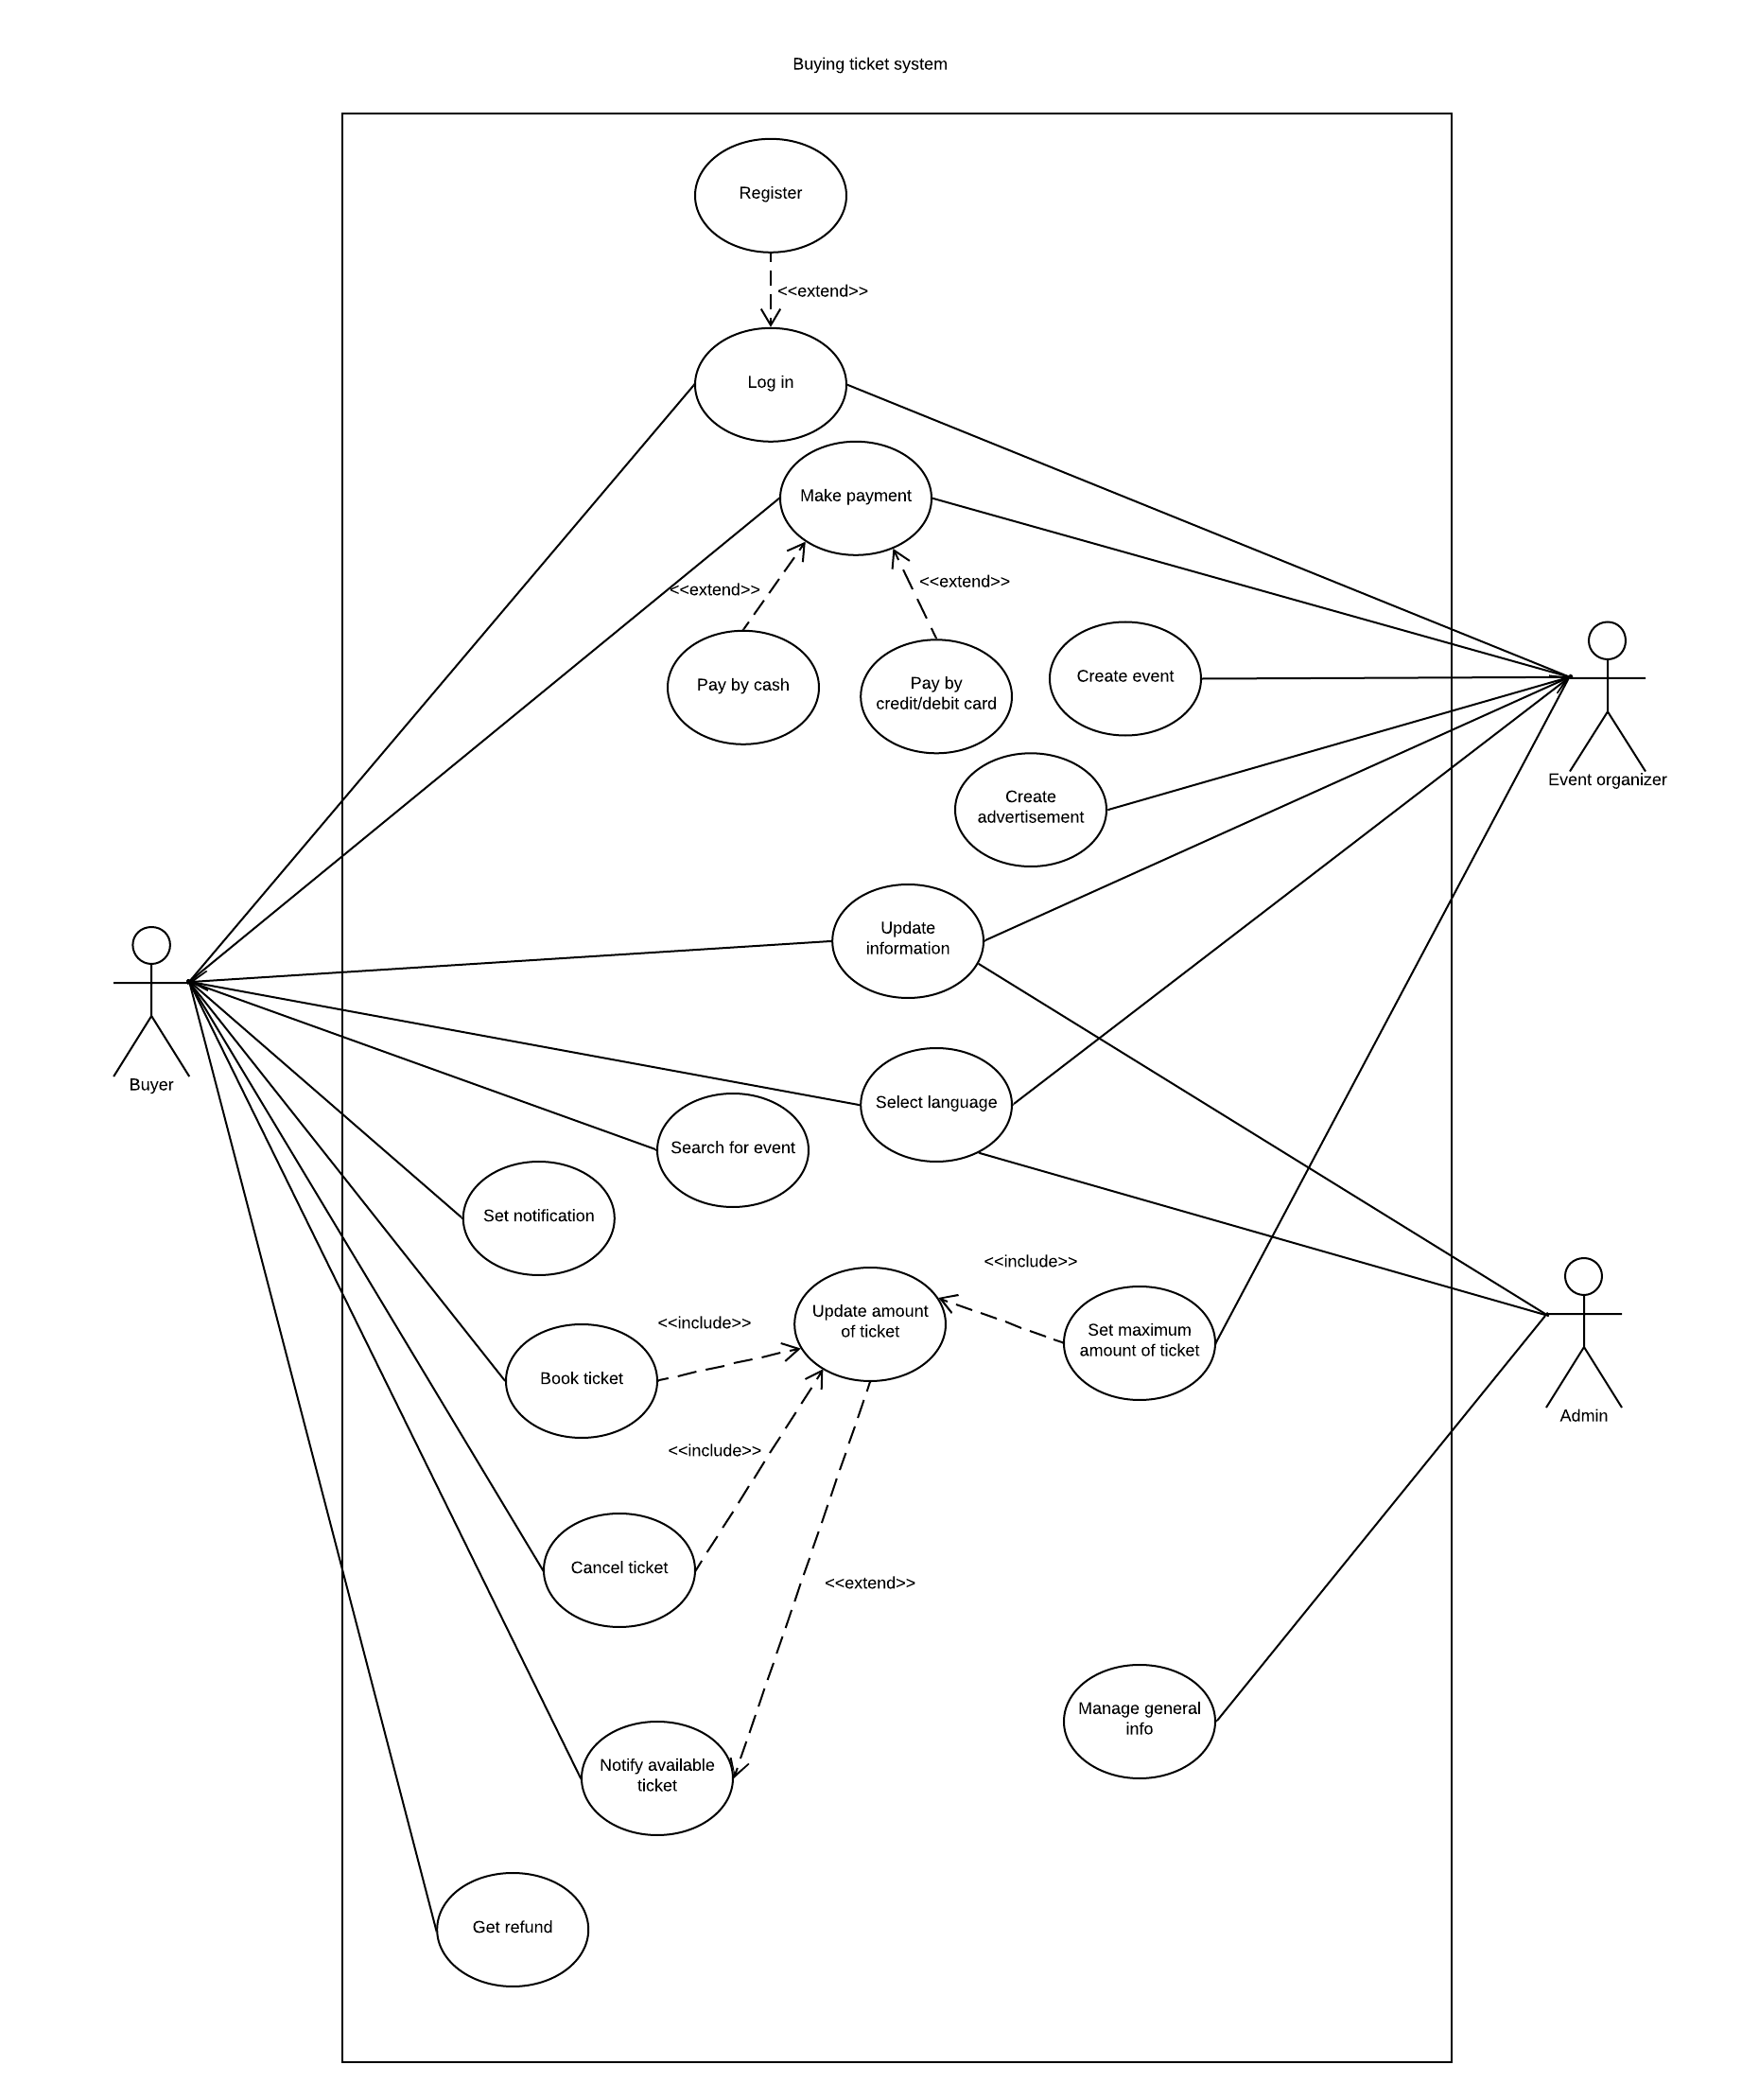 Buying ticket system
Register
<<extend>>
Log in
Make payment
<<extend>>
<<extend>>
Pay by cash
Pay by
credit/debit card
Create event
Event organizer
Create
advertisement
Update
information
Buyer
Select language
Search for event
Set notification
<<include>>
Update amount
of ticket
<<include>>
Set maximum
amount of ticket
Book ticket
Admin
<<include>>
Cancel ticket
<<extend>>
Manage general
info
Notify available
ticket
Get refund